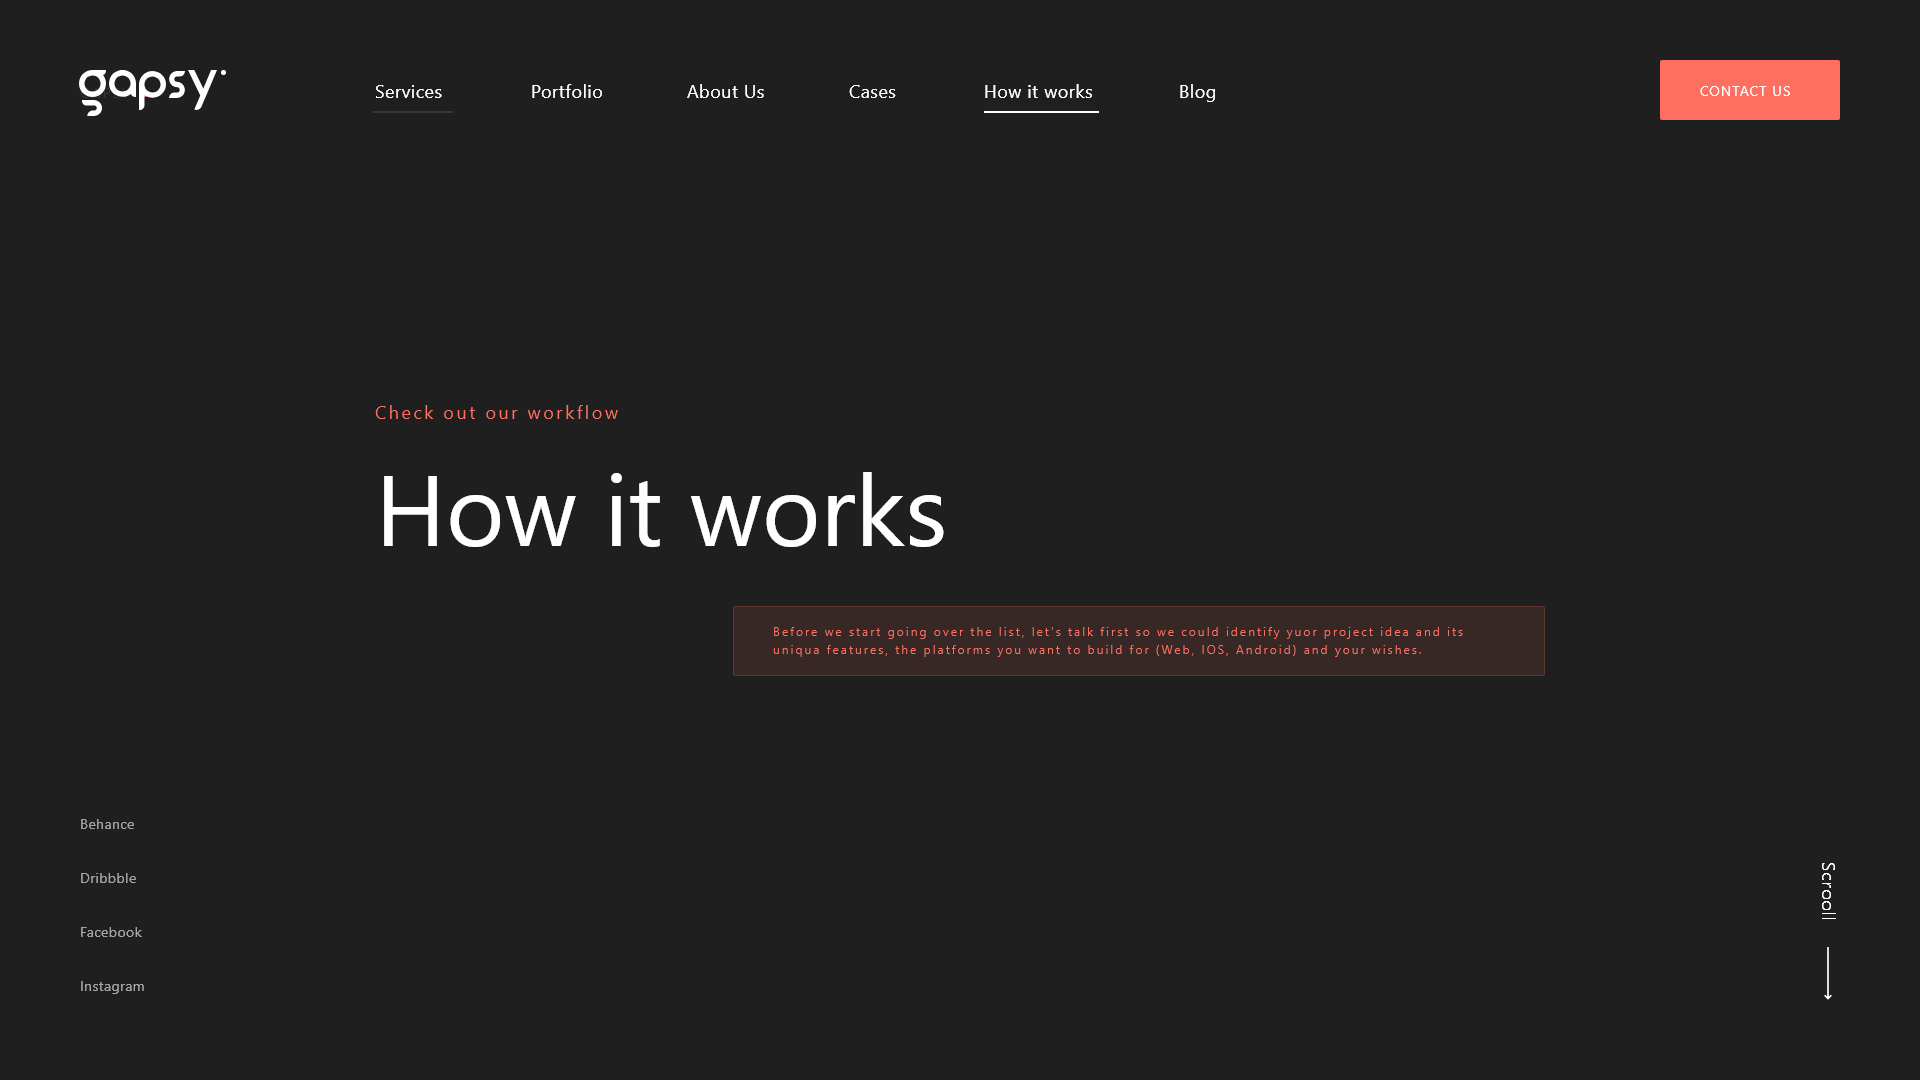 gapsy
Services
Portfolio
About Us
Cases
How it works
Blog
CONTACT US
Check out our workflow
How it works
Before we start going over the list, let's talk first so we could identify yuor project idea and its
uniqua features, the platforms you want to build for (Web, IOS, Android) and your wishes.
Behance
Dribbble
Facebook
Instagram
Scrooll